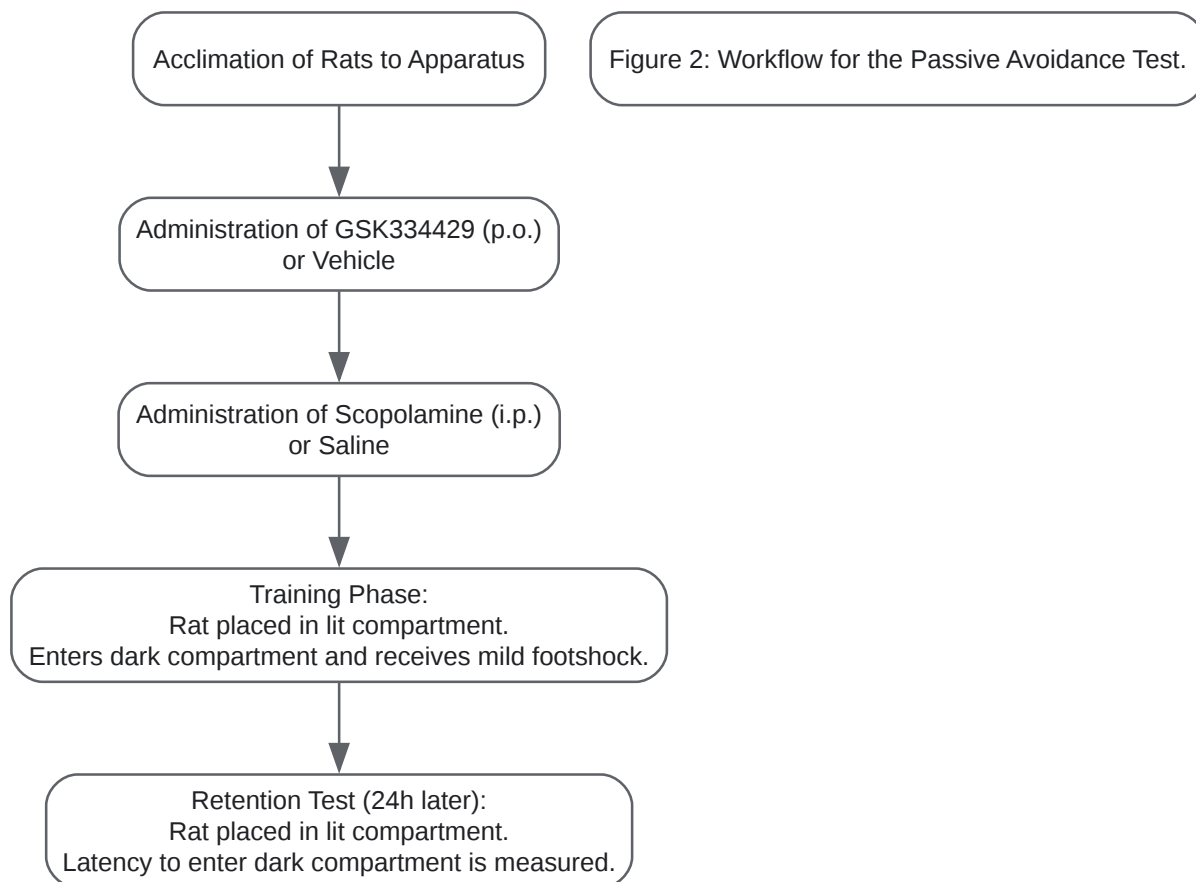 Acclimation of Rats to Apparatus
Figure 2: Workflow for the Passive Avoidance Test.
Administration of GSK334429 (p.o.)
or Vehicle
Administration of Scopolamine (i.p.)
or Saline
Training Phase:
Rat placed in lit compartment.
Enters dark compartment and receives mild footshock.
Retention Test (24h later):
Rat placed in lit compartment.
Latency to enter dark compartment is measured.